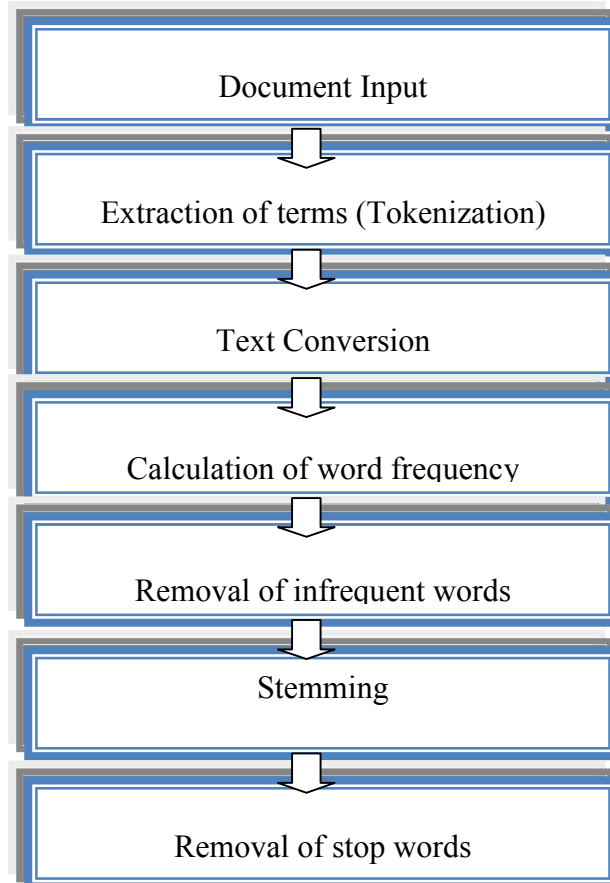 Document Input
Extraction of terms (Tokenization)
Text Conversion
Calculation of word frequency
Removal of infrequent words
Stemming
Removal of stop words